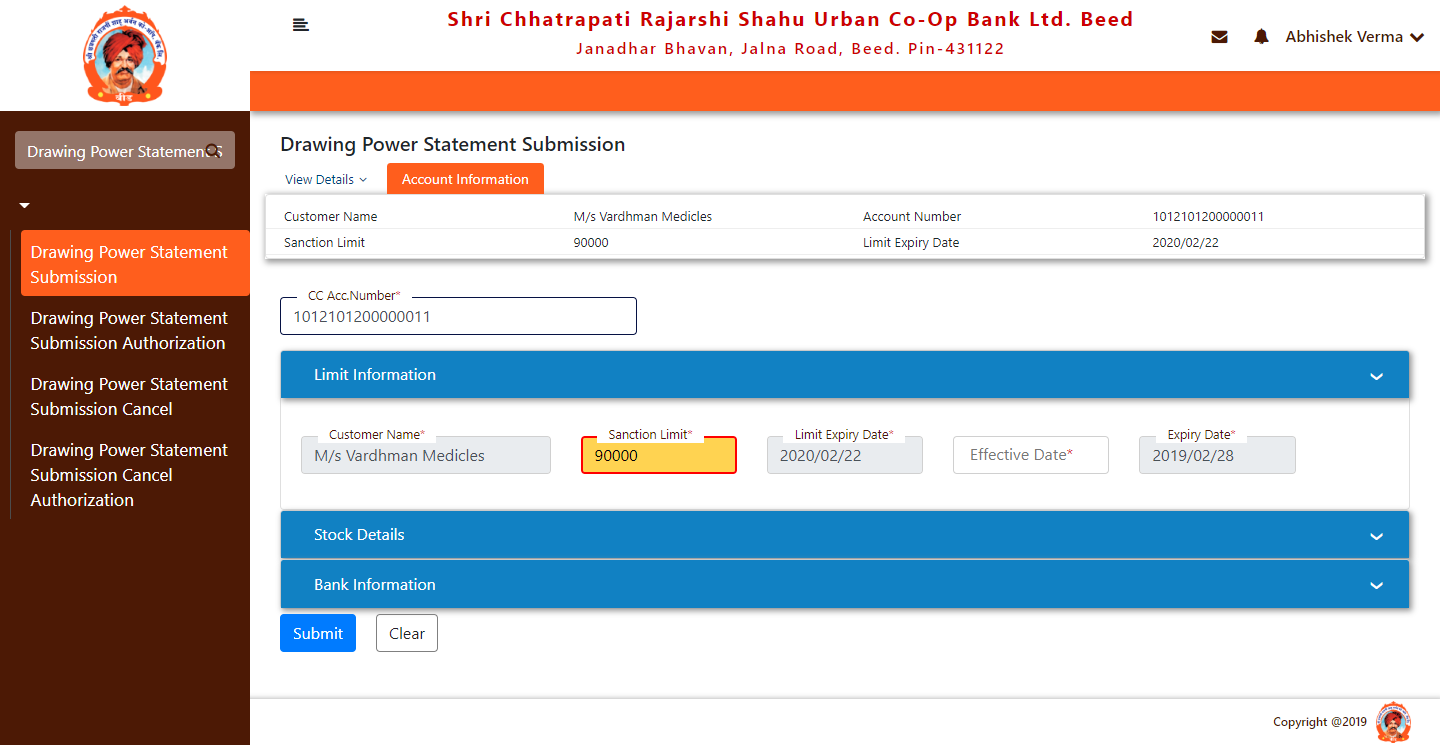 Shri Chhatrapati Rajarshi Shahu Urban Co-Op Bank Ltd. Beed
Janadhar Bhavan, Jalna Road, Beed. Pin-431122
Abhishek Verma
बीड
Drawing Power Statement S
Drawing Power Statement
Submission
Drawing Power Statement
Submission Authorization
Drawing Power Statement
Submission Cancel
Drawing Power Statement
Submission Cancel
Authorization
Drawing Power Statement Submission
View Details Account Information
Customer Name M/s Vardhman Medicles Account Number 1012101200000011
Sanction Limit 90000 Limit Expiry Date 2020/02/22
CC Acc.Number*
1012101200000011
Limit Information
Customer Name* Sanction Limit* Limit Expiry Date* Expiry Date*
M/s Vardhman Medicles 90000 2020/02/22 Effective Date* 2019/02/28
Stock Details
Bank Information
Submit Clear
Copyright @2019